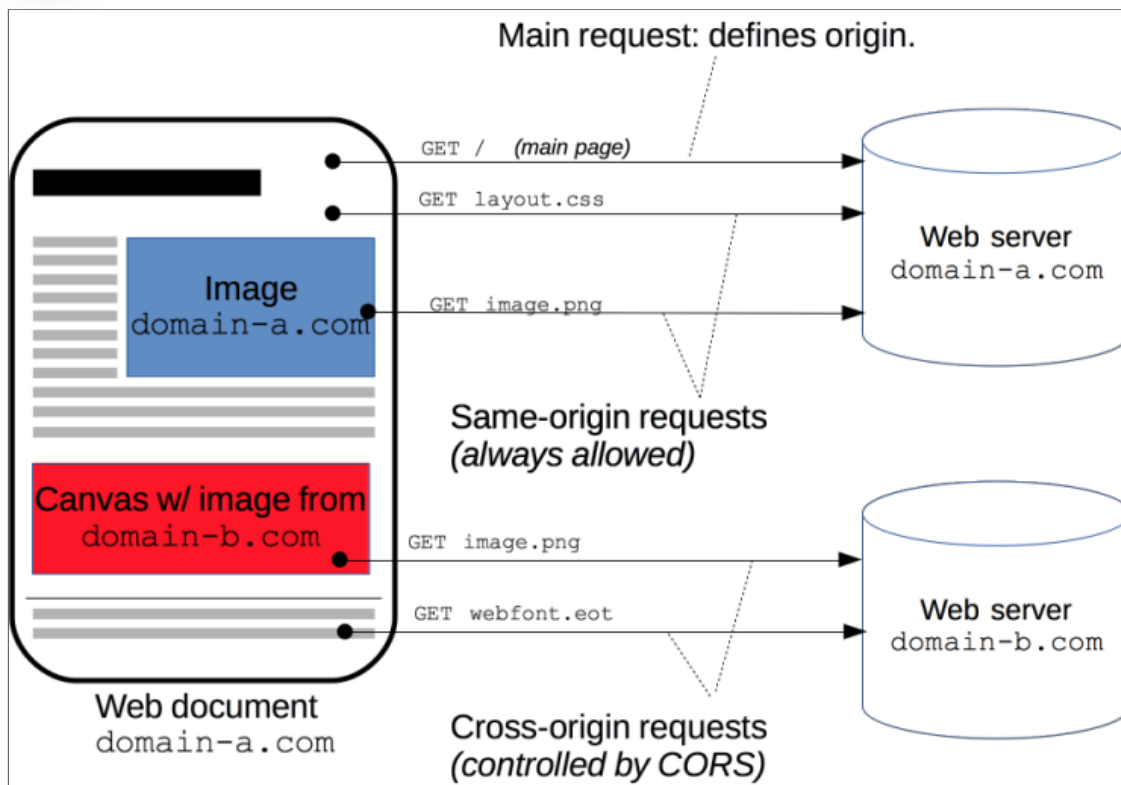 Main request: defines origin.
GET / (main page)
GET layout.css
Web server
domain-a.com
Image
domain-a.com
GET image.png
Same-origin requests
(always allowed)
Canvas w/ image from
domain-b.com
GET image.png
GET webfont.eot
Web server
domain-b.com
Web document
domain-a.com
Cross-origin requests
(controlled by CORS)